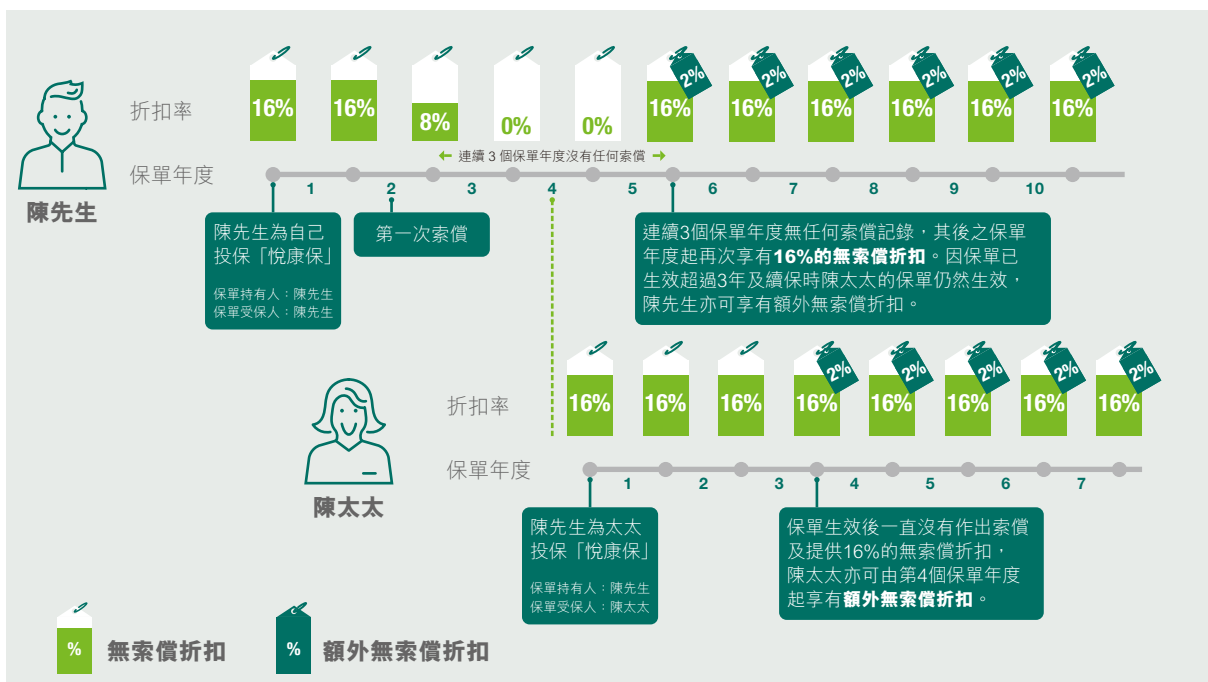 16%
16%
8%
0%
0%
16%
2%
16%
2%
16%
2%
16%
2%
16%
2%
16%
2%
折扣率
連續 3 個保單年度沒有任何索償
保單年度
1
2
3
4
5
6
7
8
9
10
陳先生
陳先生為自己
投保「悅康保」
保單持有人：陳先生
保單受保人：陳先生
第一次索償
連續3個保單年度無任何索償記錄，其後之保單
年度起再次享有16%的無索償折扣。因保單已
生效超過3年及續保時陳太太的保單仍然生效，
陳先生亦可享有額外無索償折扣。
16%
16%
16%
16%
2%
16%
2%
16%
2%
16%
2%
16%
2%
折扣率
保單年度
1
2
3
4
5
6
7
陳太太
陳先生為太太
投保「悅康保」
保單持有人：陳先生
保單受保人：陳太太
保單生效後一直沒有作出索償
及提供16%的無索償折扣，
陳太太亦可由第4個保單年度
起享有額外無索償折扣。
%
無索償折扣
%
額外無索償折扣